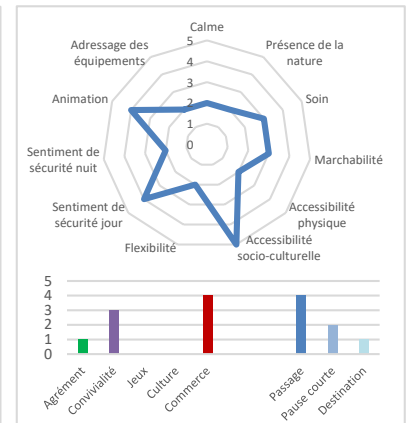 Calme
Adressage des
équipements
Présence de la
nature
Animation
Soin
Sentiment de
sécurité nuit
Marchabilité
Sentiment de
sécurité jour
Accessibilité
physique
Flexibilité
Accessibilité
socio-culturelle
5
4
3
2
1
0
5
4
3
2
1
0
Agrément
Convivialité
Jeux
Culture
Commerce
Passage
Pause courte
Destination